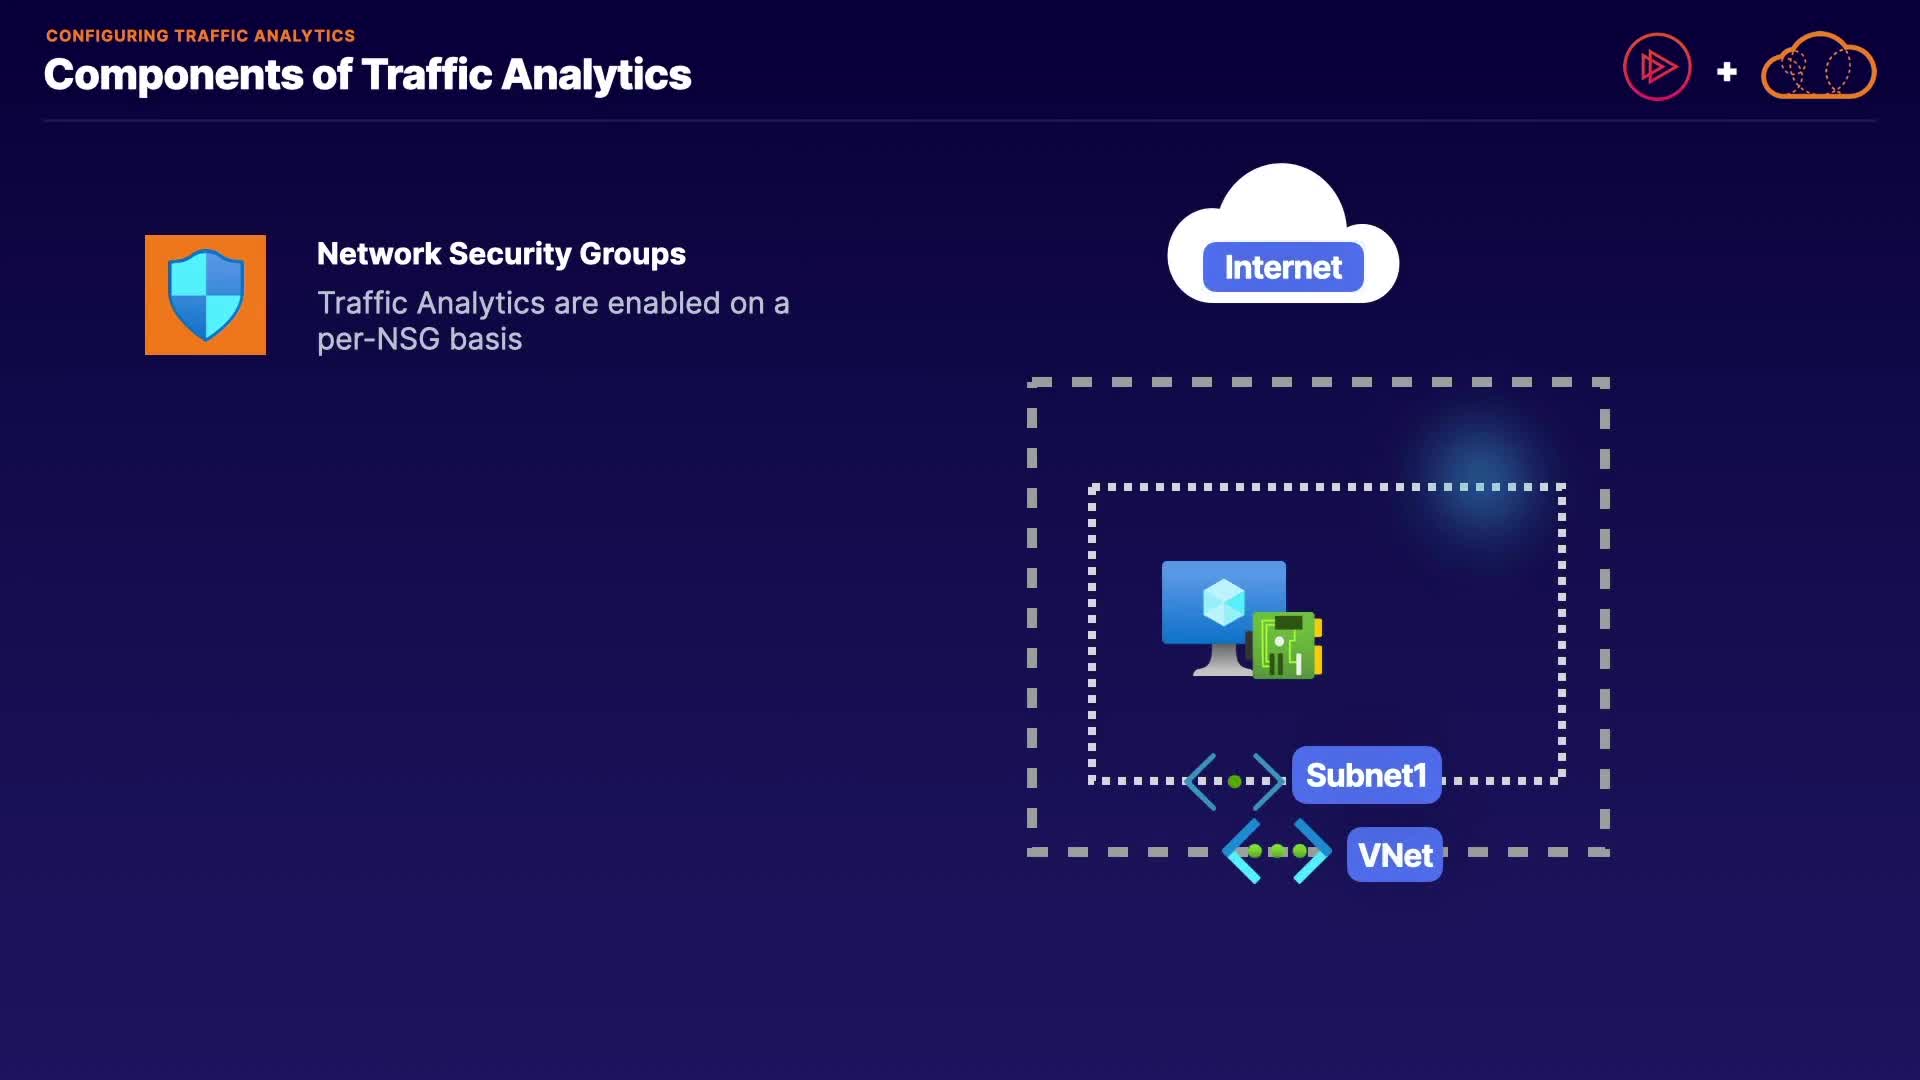 CONFIGURING TRAFFIC ANALYTICS
Components of Traffic Analytics
Network Security Groups
Traffic Analytics are enabled on a
per-NSG basis
Internet
Subnet1
VNet